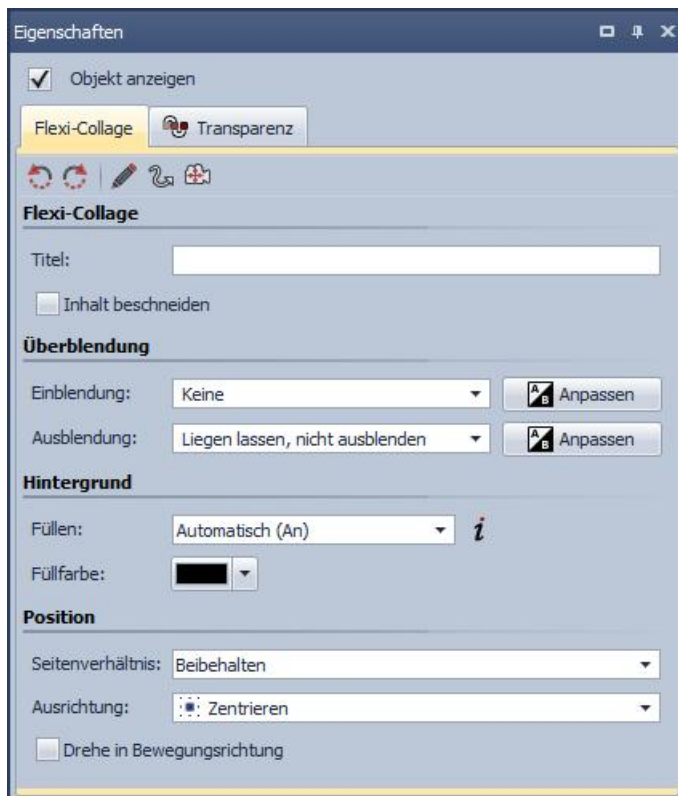 Eigenschaften
Objekt anzeigen
Flexi-Collage Transparenz
Flexi-Collage
Titel:
Inhalt beschneiden
Überblendung
Einblendung: Keine A/B Anpassen
Ausblendung: Liegen lassen, nicht ausblenden A/B Anpassen
Hintergrund
Füllen: Automatisch (An) i
Füllfarbe:
Position
Seitenverhältnis: Beibehalten
Ausrichtung: Zentrieren
Drehe in Bewegungsrichtung